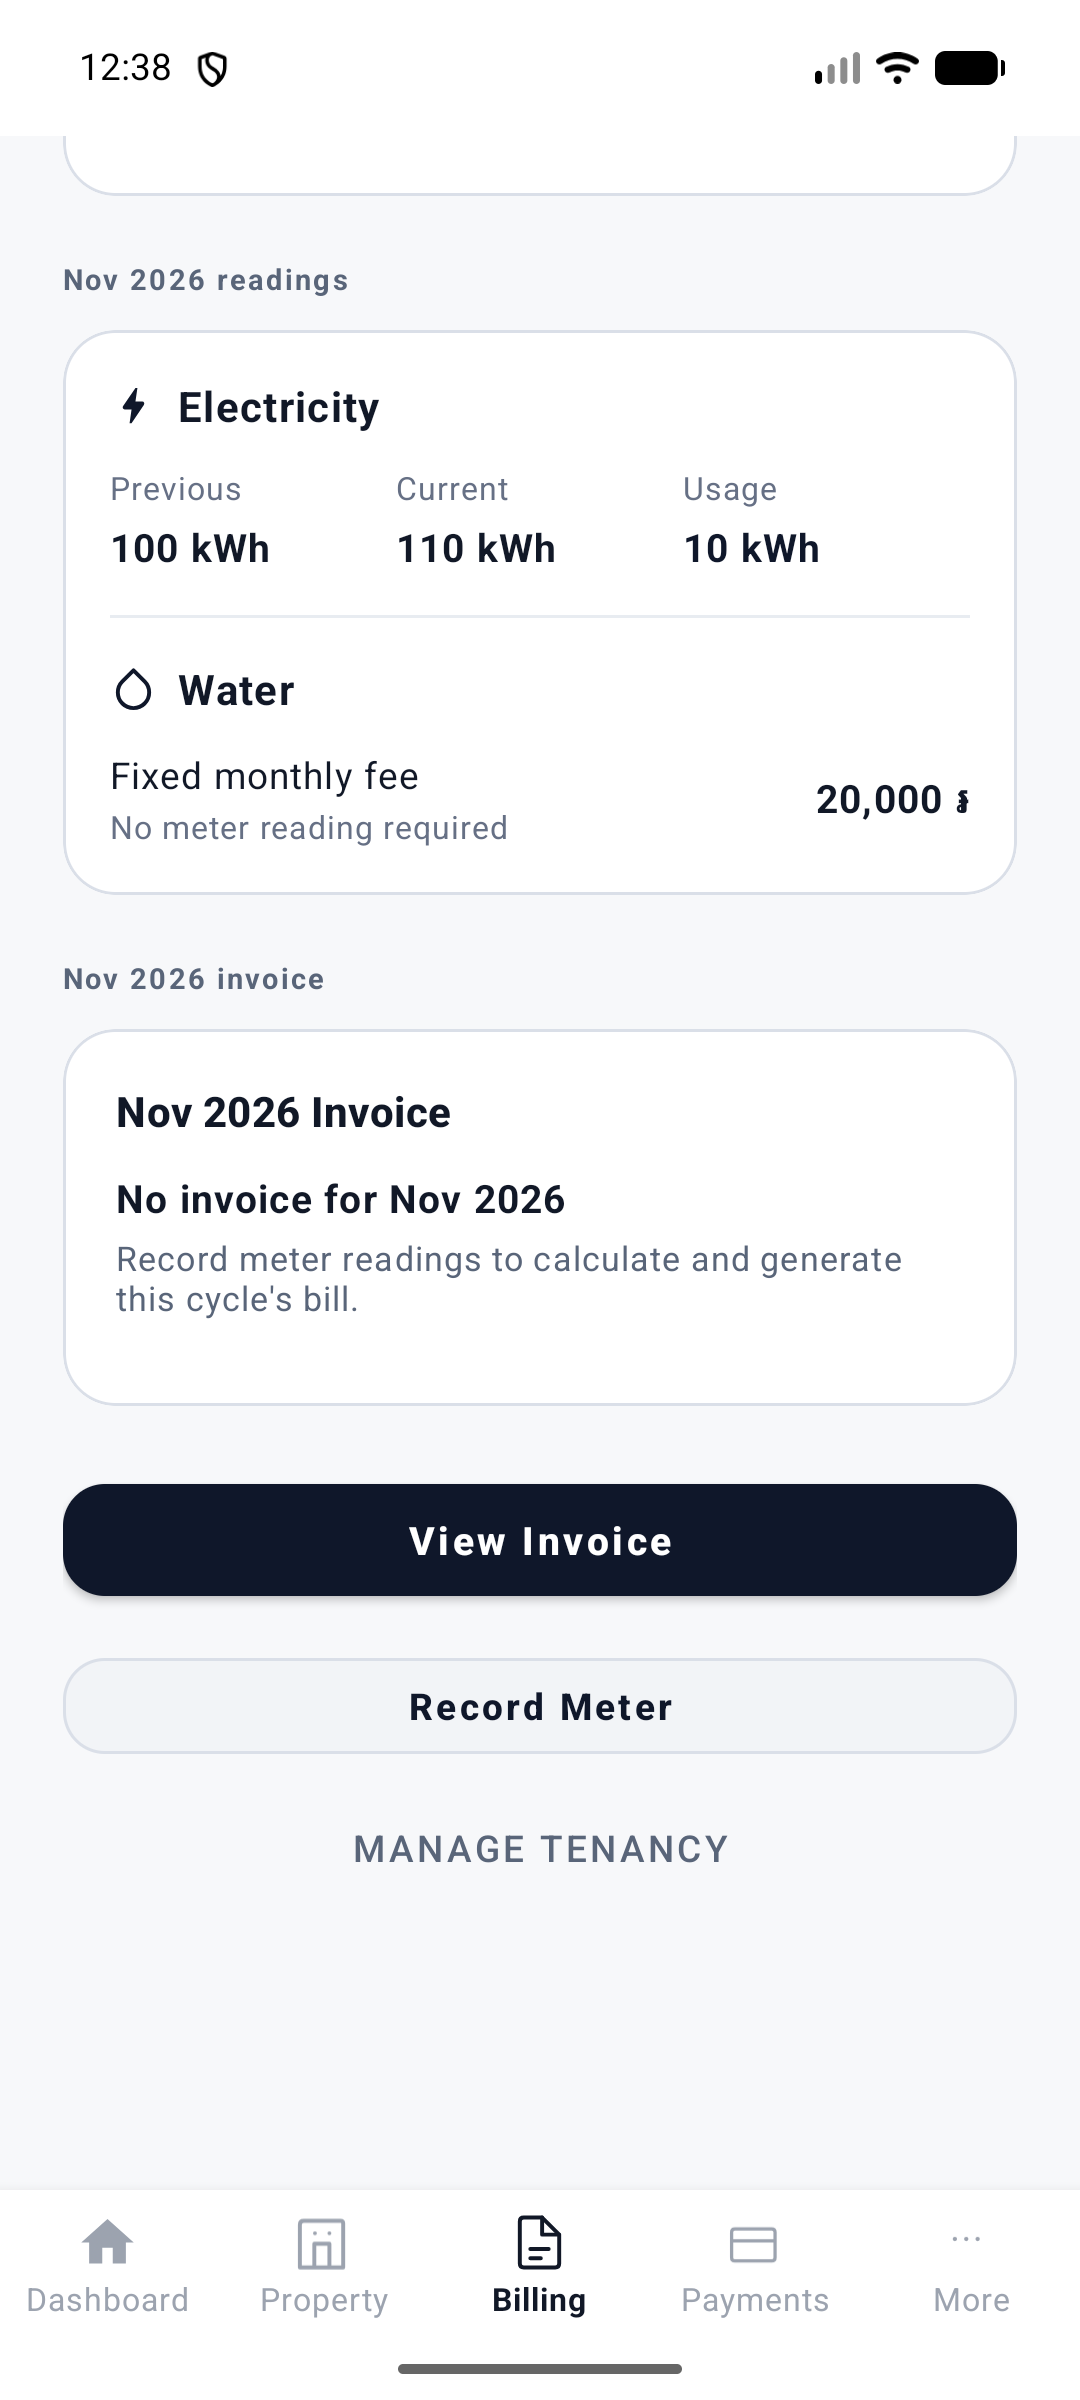 12:38
Nov 2026 readings
Electricity
Previous Current Usage
100 kWh 110 kWh 10 kWh
Water
Fixed monthly fee
20,000 ៛
No meter reading required
Nov 2026 invoice
Nov 2026 Invoice
No invoice for Nov 2026
Record meter readings to calculate and generate
this cycle's bill.
View Invoice
Record Meter
MANAGE TENANCY
Dashboard Property Billing Payments More